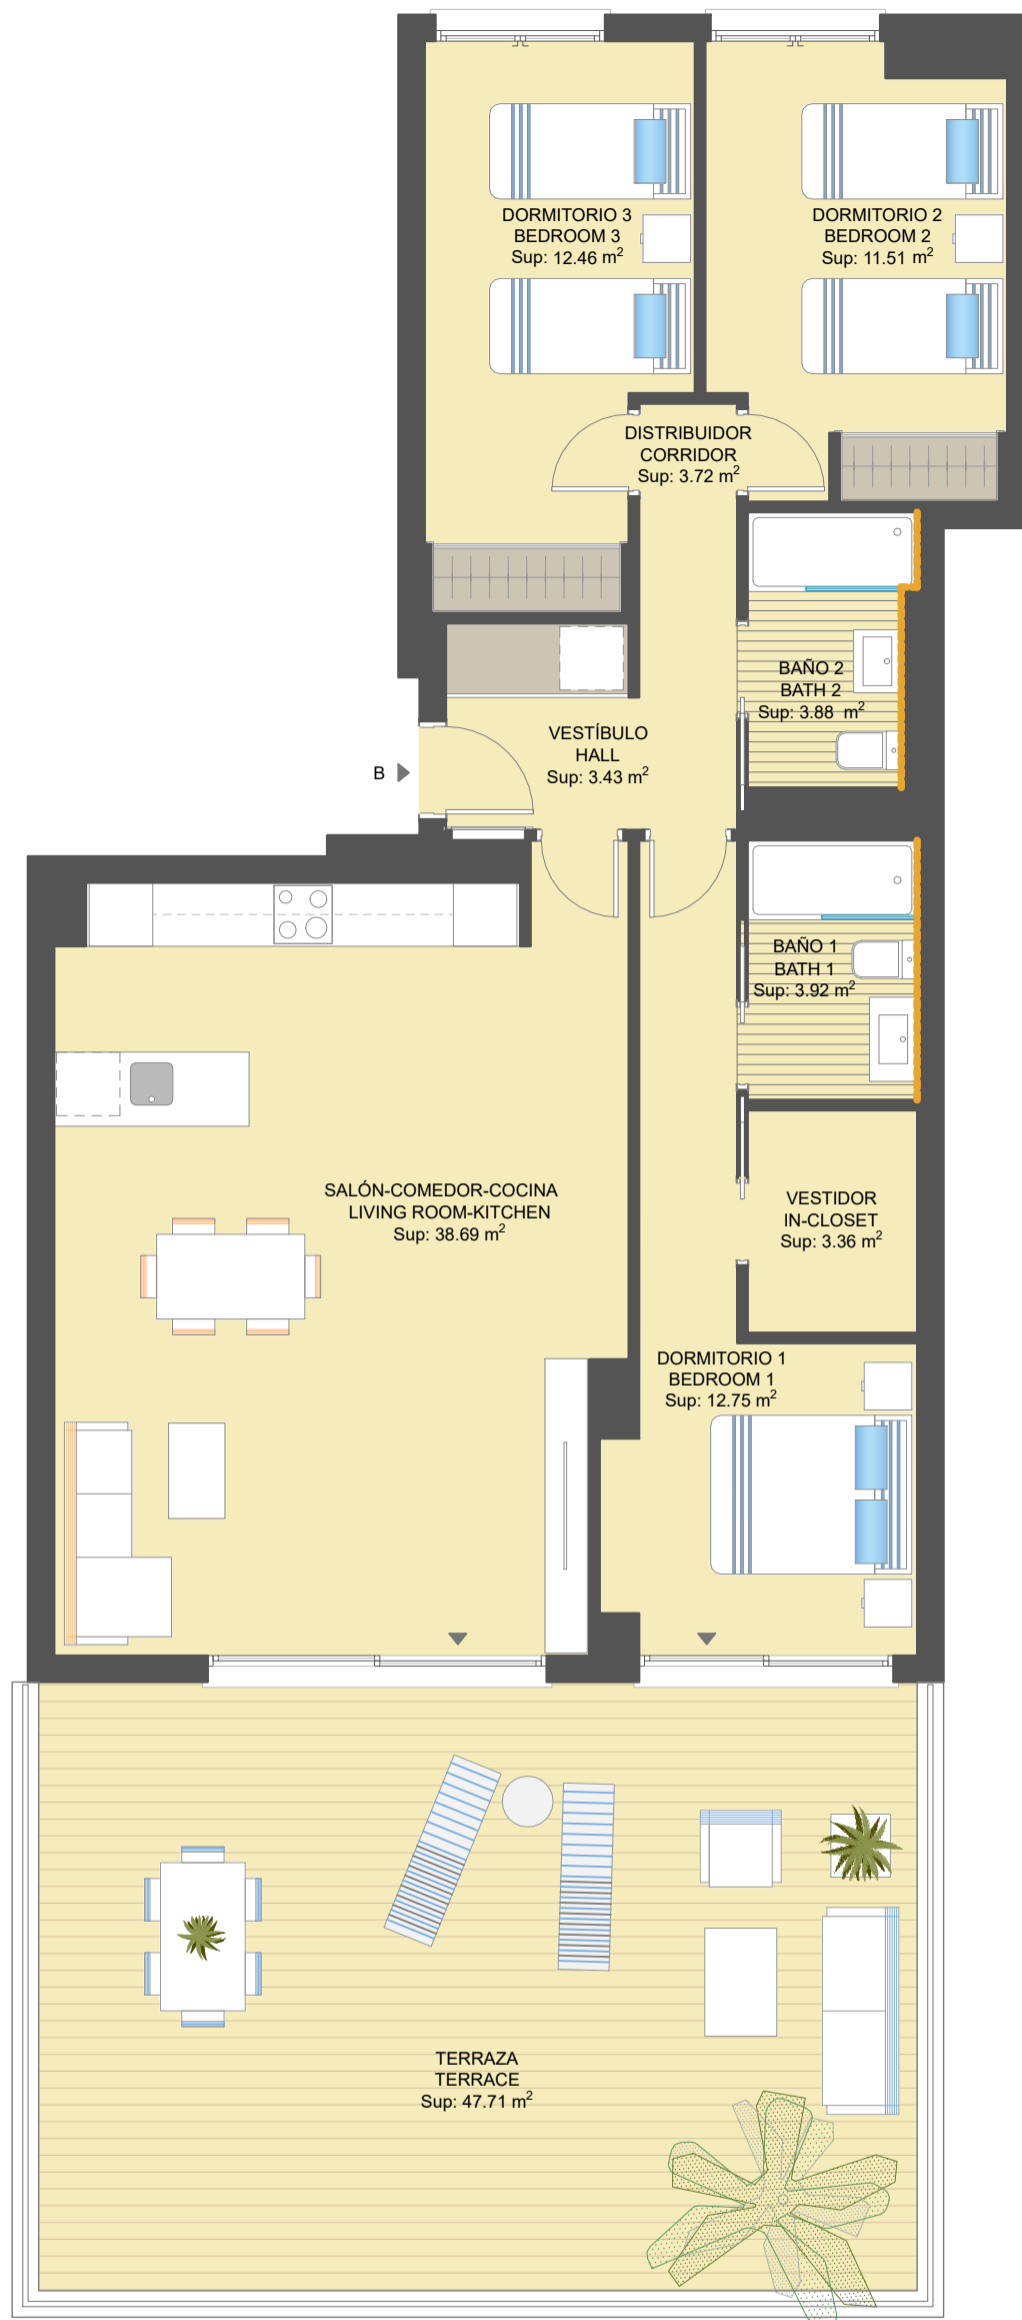 DORMITORIO 3
BEDROOM 3
Sup: 12.46 m²
DORMITORIO 2
BEDROOM 2
Sup: 11.51 m²
DISTRIBUIDOR
CORRIDOR
Sup: 3.72 m²
BAÑO 2
BATH 2
Sup: 3.88 m²
VESTÍBULO
HALL
Sup: 3.43 m²
B
BAÑO 1
BATH 1
Sup: 3.92 m²
SALÓN-COMEDOR-COCINA
LIVING ROOM-KITCHEN
Sup: 38.69 m²
VESTIDOR
IN-CLOSET
Sup: 3.36 m²
DORMITORIO 1
BEDROOM 1
Sup: 12.75 m²
TERRAZA
TERRACE
Sup: 47.71 m²